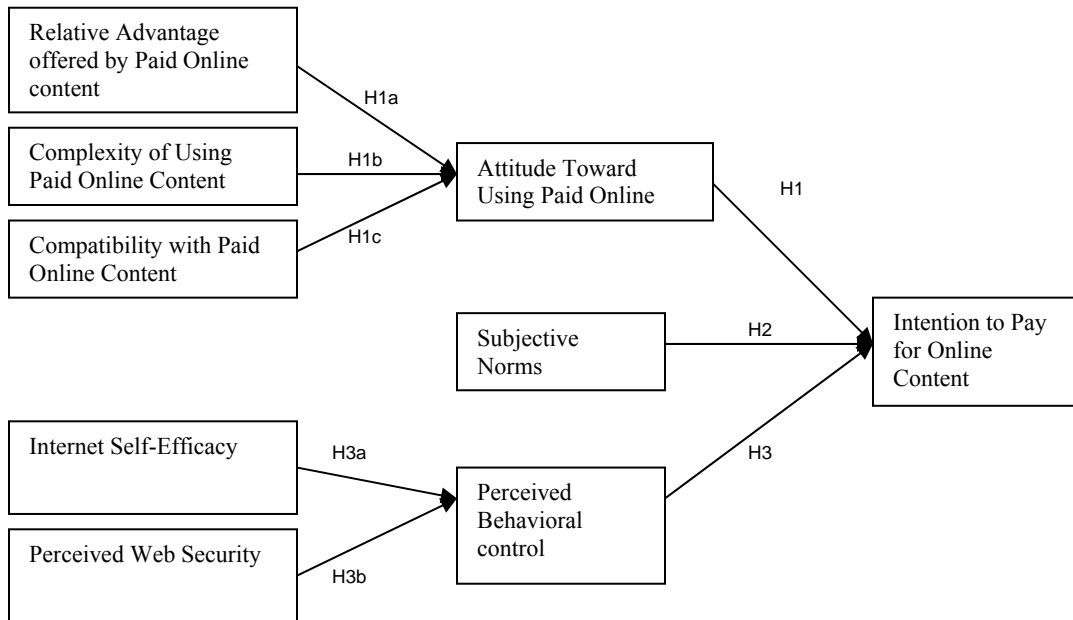 Relative Advantage
offered by Paid Online
content
H1a
Complexity of Using
Paid Online Content
H1b
Compatibility with Paid
Online Content
H1c
Attitude Toward
Using Paid Online
H1
Subjective
Norms
H2
Intention to Pay
for Online
Content
Internet Self-Efficacy
H3a
Perceived Web Security
H3b
Perceived
Behavioral
control
H3